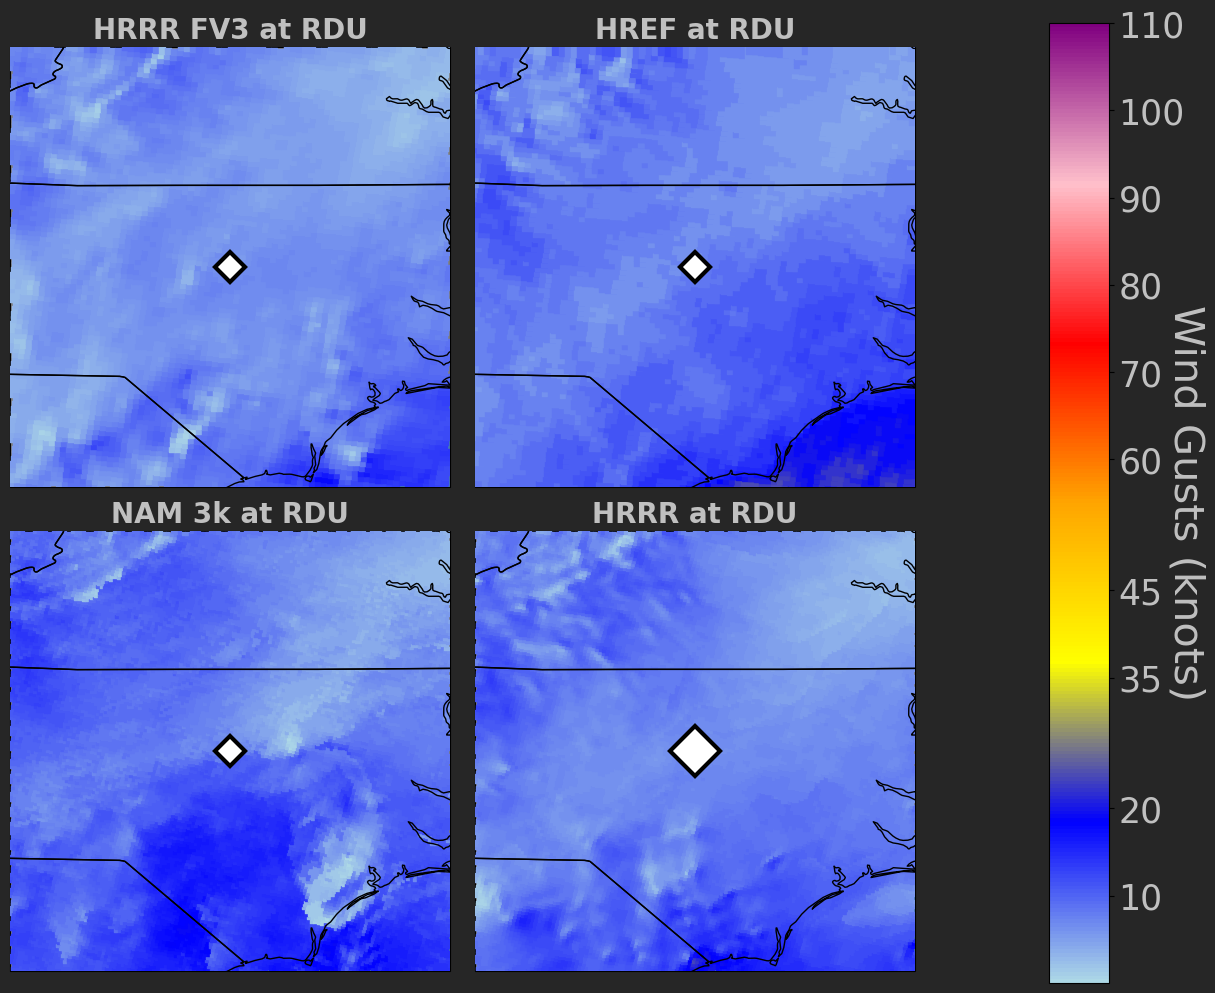 HRRR FV3 at RDU
HREF at RDU
NAM 3k at RDU
HRRR at RDU
110
100
90
80
70
60
45
35
20
10
Wind Gusts (knots)